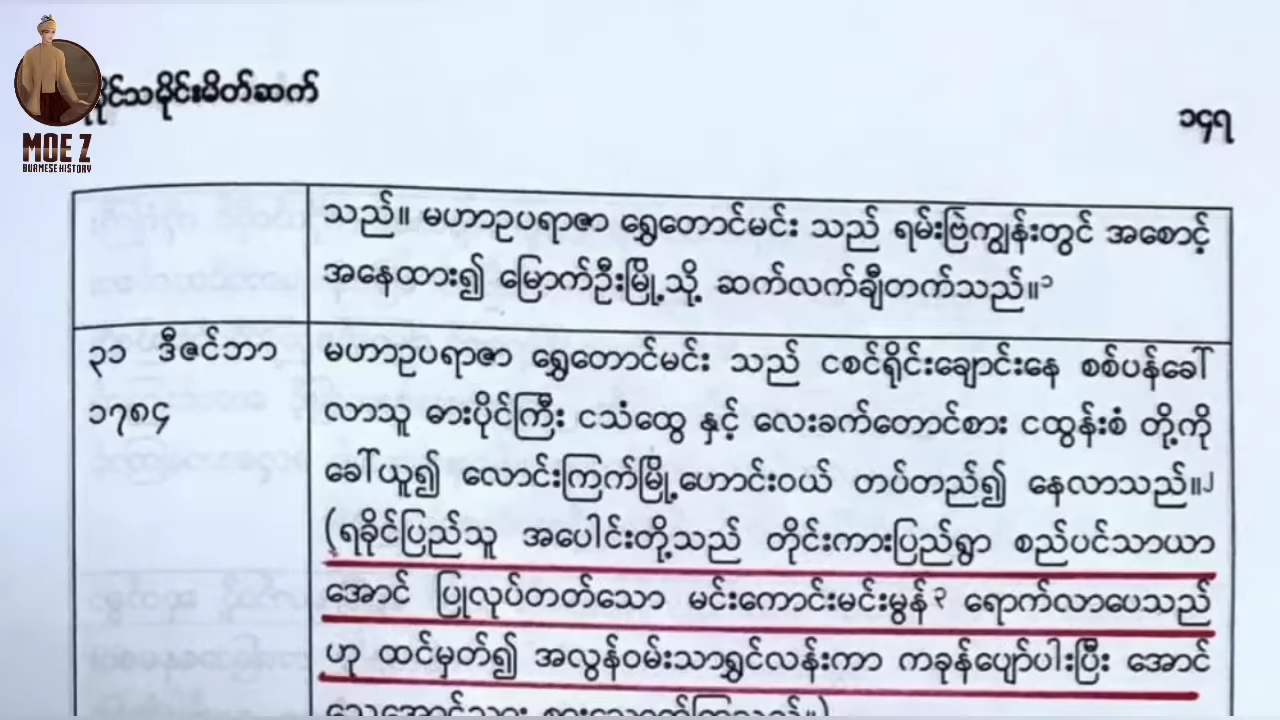 သမိုင်းမိတ်ဆက်
၁၄၇
MOE Z
BURMESE HISTORY
သည်။ မဟာဥပရာဇာ ရွှေတောင်မင်း သည် ရမ်းဗြဲကျွန်းတွင် အစောင့်
အနေထား၍ မြောက်ဦးမြို့သို့ ဆက်လက်ချီတက်သည်။၁
၃၁ ဒီဇင်ဘာ
၁၇၈၄
မဟာဥပရာဇာ ရွှေတောင်မင်း သည် ငစင်ရိုင်းချောင်းနေ စစ်ပန်ခေါ်
လာသူ ဓားပိုင်ကြီး ငသံထွေ နှင့် လေးခက်တောင်စား ငထွန်းစံ တို့ကို
ခေါ်ယူ၍ လောင်းကြက်မြို့ဟောင်းဝယ် တပ်တည်၍ နေလာသည်။၂
(ရခိုင်ပြည်သူ အပေါင်းတို့သည် တိုင်းကားပြည်ရွာ စည်ပင်သာယာ
အောင် ပြုလုပ်တတ်သော မင်းကောင်းမင်းမွန်၃ ရောက်လာပေသည်
ဟု ထင်မှတ်၍ အလွန်ဝမ်းသာရွှင်လန်းကာ ကခုန်ပျော်ပါးပြီး အောင်